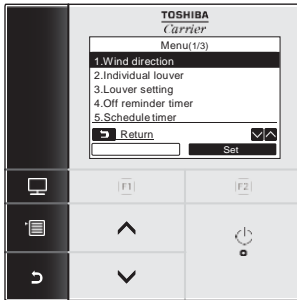 TOSHIBA
Carrier
Menu(1/3)
1.Wind direction
2.Individual louver
3.Louver setting
4.Off reminder timer
5.Schedule timer
Return
Set
F1 F2